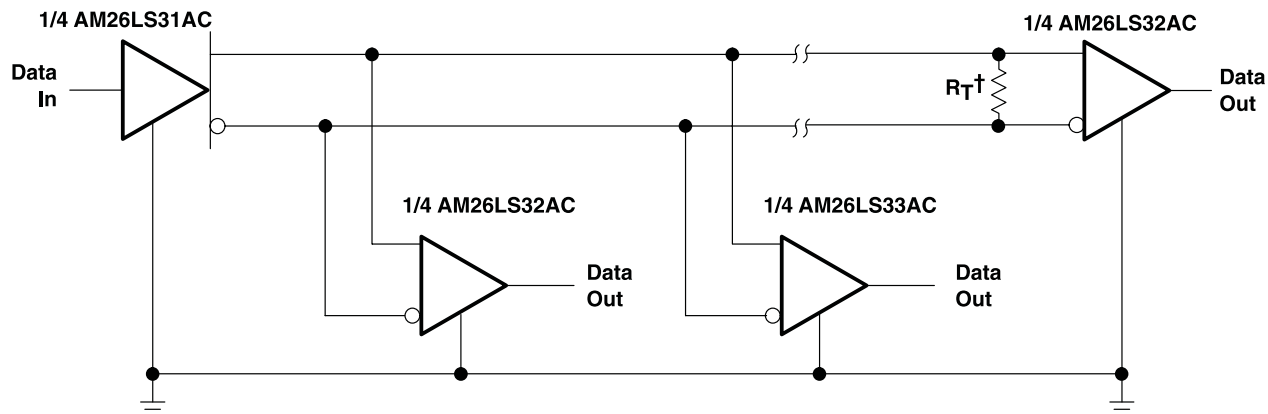 1/4 AM26LS31AC
1/4 AM26LS32AC
Data
In
RT†
Data
Out
1/4 AM26LS32AC
1/4 AM26LS33AC
Data
Out
Data
Out